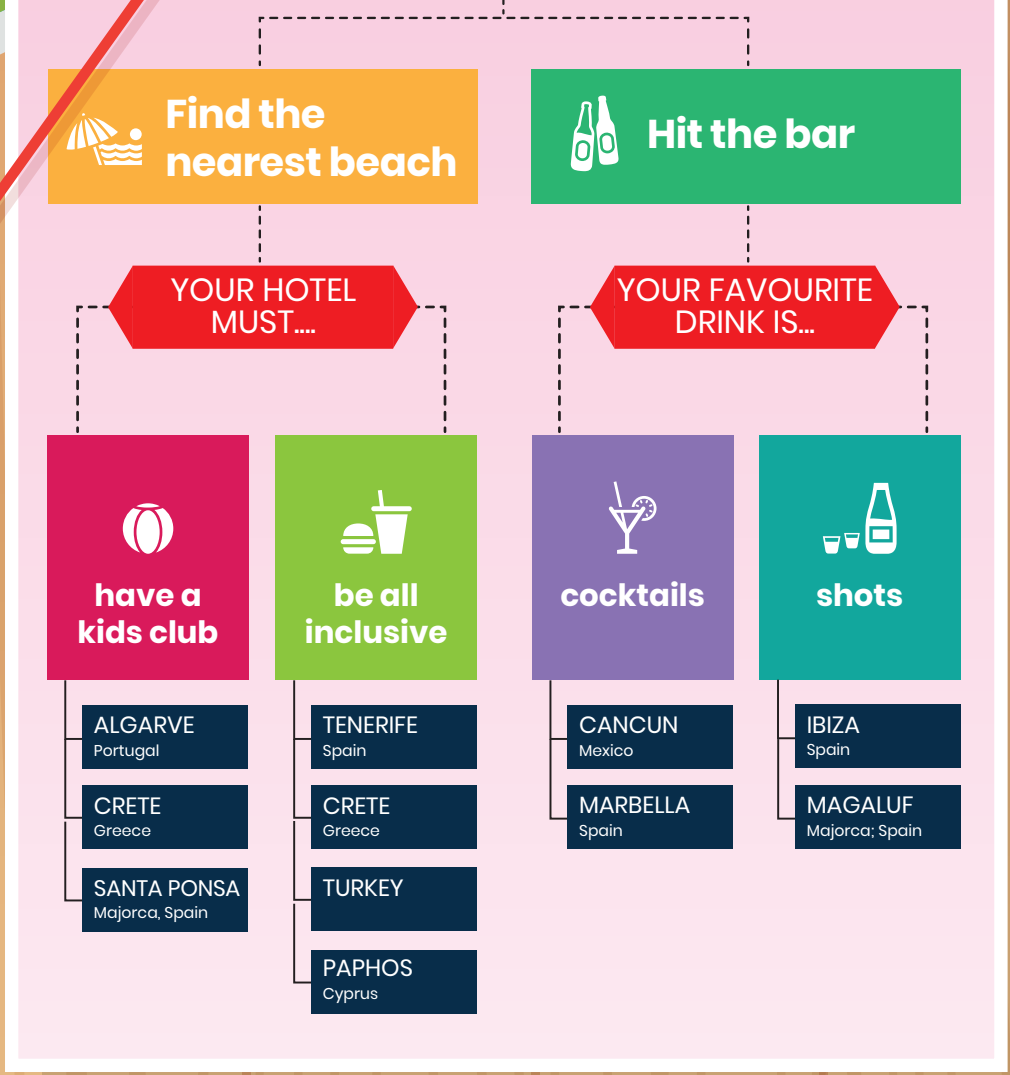 Find the
nearest beach
Hit the bar
YOUR HOTEL
MUST....
YOUR FAVOURITE
DRINK IS...
have a
kids club
be all
inclusive
cocktails
shots
ALGARVE
Portugal
CRETE
Greece
SANTA PONSA
Majorca, Spain
TENERIFE
Spain
CRETE
Greece
TURKEY
PAPHOS
Cyprus
CANCUN
Mexico
MARBELLA
Spain
IBIZA
Spain
MAGALUF
Majorca; Spain